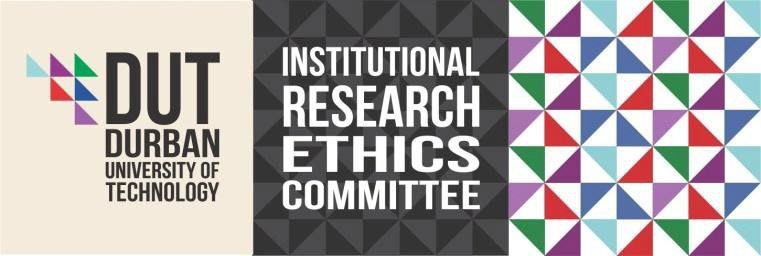 DUT
DURBAN
UNIVERSITY OF
TECHNOLOGY
INSTITUTIONAL
RESEARCH
ETHICS
COMMITTEE